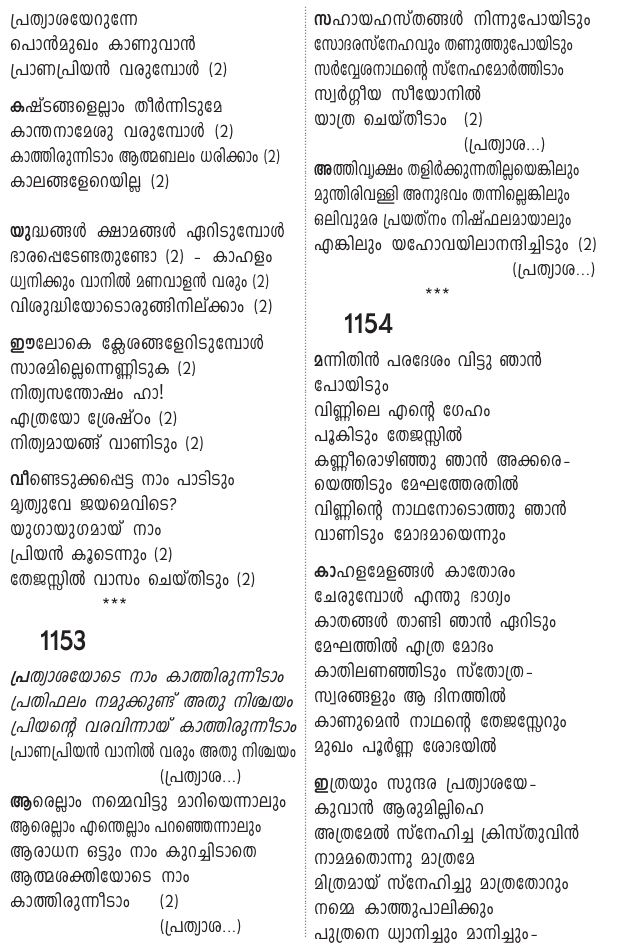 പ്രത്യാശയേറുന്നേ
പൊൻമുഖം കാണുവാൻ
പ്രാണപ്രിയൻ വരുമ്പോൾ (2)
കഷ്ടങ്ങളെല്ലാം തീർന്നിടുമേ
കാന്തനാമേശു വരുമ്പോൾ (2)
കാത്തിരുന്നിടാം ആത്മബലം ധരിക്കാം (2)
കാലങ്ങളേറെയില്ല (2)
യുദ്ധങ്ങൾ ക്ഷാമങ്ങൾ ഏറിടുമ്പോൾ
ഭാരപ്പെടേണ്ടതുണ്ടോ (2) - കാഹളം
ധ്വനിക്കും വാനിൽ മണവാളൻ വരും (2)
വിശുദ്ധിയോടൊരുങ്ങിനില്ക്കാം (2)
ഈലോകെ ക്ലേശങ്ങളേറിടുമ്പോൾ
സാരമില്ലെന്നെണ്ണിടുക (2)
നിത്യസന്തോഷം ഹാ!
എത്രയോ ശ്രേഷ്ഠം (2)
നിത്യമായങ്ങ് വാണിടും (2)
വീണ്ടെടുക്കപ്പെട്ട നാം പാടിടും
മൃത്യുവേ ജയമെവിടെ?
യുഗായുഗമായ് നാം
പ്രിയൻ കൂടെന്നും (2)
തേജസ്സിൽ വാസം ചെയ്തിടും (2)
***
1153
പ്രത്യാശയോടെ നാം കാത്തിരുന്നീടാം
പ്രതിഫലം നമുക്കുണ്ട് അതു നിശ്ചയം
പ്രിയന്റെ വരവിന്നായ് കാത്തിരുന്നീടാം
പ്രാണപ്രിയൻ വാനിൽ വരും അതു നിശ്ചയം
(പ്രത്യാശ...)
ആരെല്ലാം നമ്മെവിട്ടു മാറിയെന്നാലും
ആരെല്ലാം എന്തെല്ലാം പറഞ്ഞെന്നാലും
ആരാധന ഒട്ടും നാം കുറച്ചിടാതെ
ആത്മശക്തിയോടെ നാം
കാത്തിരുന്നീടാം (2)
(പ്രത്യാശ...)
സഹായഹസ്തങ്ങൾ നിന്നുപോയിടും
സോദരസ്നേഹവും തണുത്തുപോയിടും
സർവ്വേശനാഥന്റെ സ്നേഹമോർത്തിടാം
സ്വർഗ്ഗീയ സീയോനിൽ
യാത്ര ചെയ്തീടാം (2)
(പ്രത്യാശ...)
അത്തിവൃക്ഷം തളിർക്കുന്നതില്ലയെങ്കിലും
മുന്തിരിവള്ളി അനുഭവം തന്നില്ലെങ്കിലും
ഒലിവുമര പ്രയത്നം നിഷ്ഫലമായാലും
എങ്കിലും യഹോവയിലാനന്ദിച്ചിടും (2)
(പ്രത്യാശ...)
***
1154
മന്നിതിൻ പരദേശം വിട്ടു ഞാൻ
പോയിടും
വിണ്ണിലെ എന്റെ ഗേഹം
പൂകിടും തേജസ്സിൽ
കണ്ണീരൊഴിഞ്ഞു ഞാൻ അക്കരെ-
യെത്തിടും മേഘത്തേരതിൽ
വിണ്ണിന്റെ നാഥനോടൊത്തു ഞാൻ
വാണിടും മോദമായെന്നും
കാഹളമേളങ്ങൾ കാതോരം
ചേരുമ്പോൾ എന്തു ഭാഗ്യം
കാതങ്ങൾ താണ്ടി ഞാൻ ഏറിടും
മേഘത്തിൽ എത്ര മോദം
കാതിലണഞ്ഞിടും സ്തോത്ര-
സ്വരങ്ങളും ആ ദിനത്തിൽ
കാണുമെൻ നാഥന്റെ തേജസ്സേറും
മുഖം പൂർണ്ണ ശോഭയിൽ
ഇത്രയും സുന്ദര പ്രത്യാശയേ-
കുവാൻ ആരുമില്ലിഹെ
അത്രമേൽ സ്നേഹിച്ച ക്രിസ്തുവിൻ
നാമമതൊന്നു മാത്രമേ
മിത്രമായ് സ്നേഹിച്ചു മാത്രതോറും
നമ്മെ കാത്തുപാലിക്കും
പുത്രനെ ധ്യാനിച്ചും മാനിച്ചും-